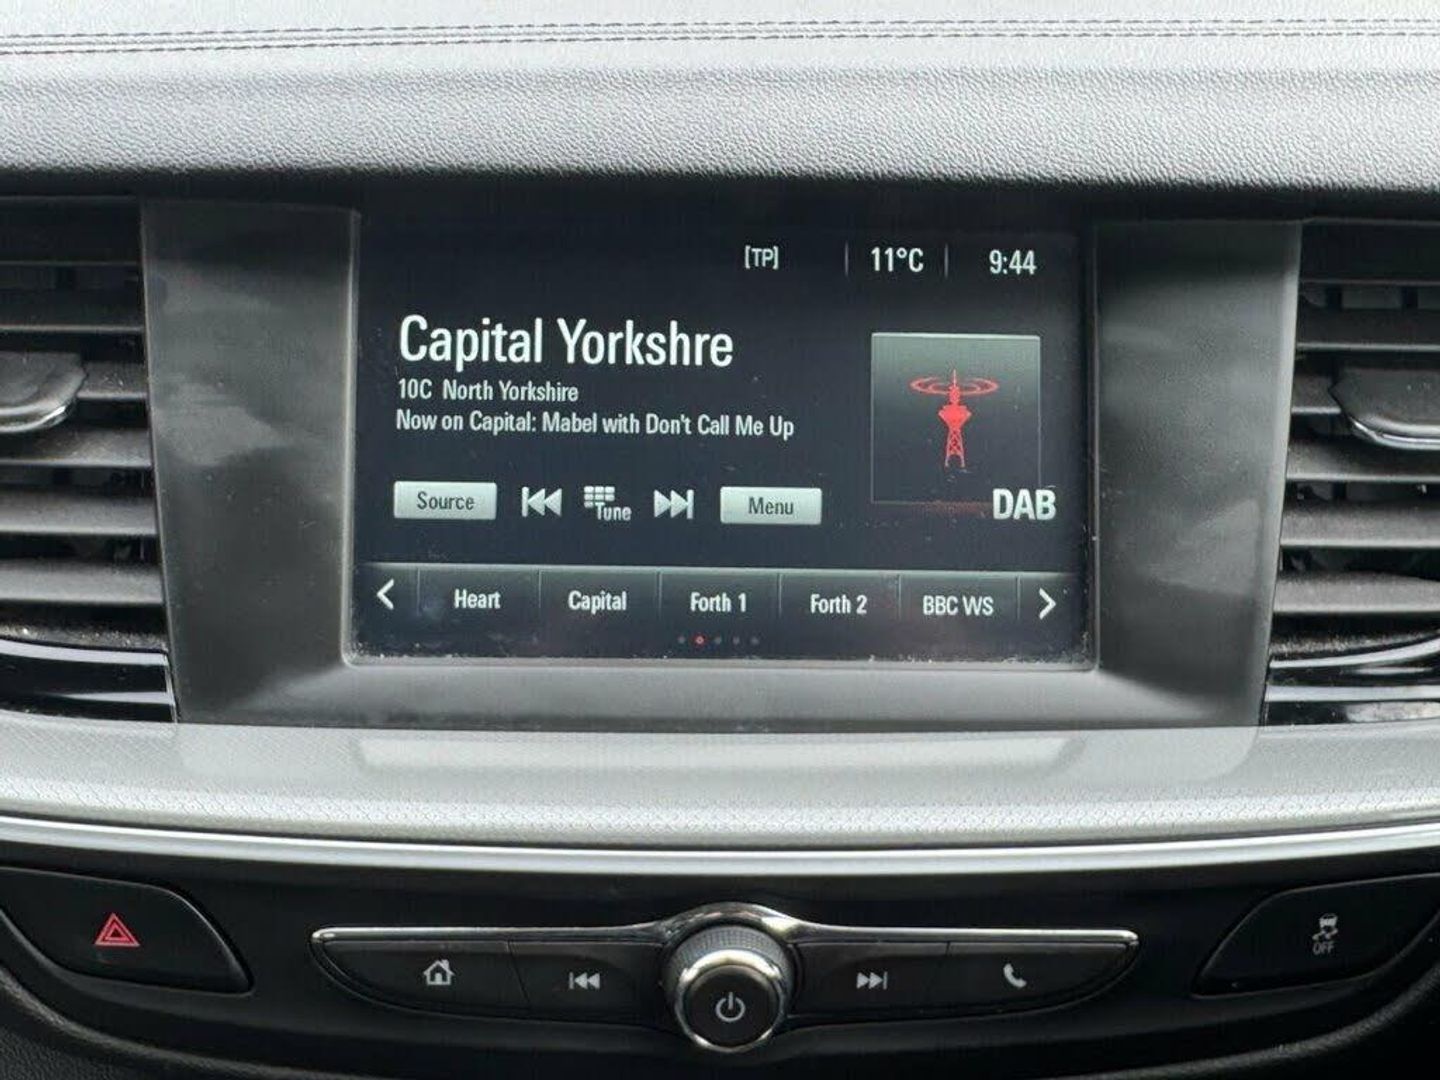 [TP] 11°C 9:44
Capital Yorkshre
10C North Yorkshire
Now on Capital: Mabel with Don't Call Me Up
Source Tune Menu
DAB
Heart Capital Forth 1 Forth 2 BBC WS
OFF